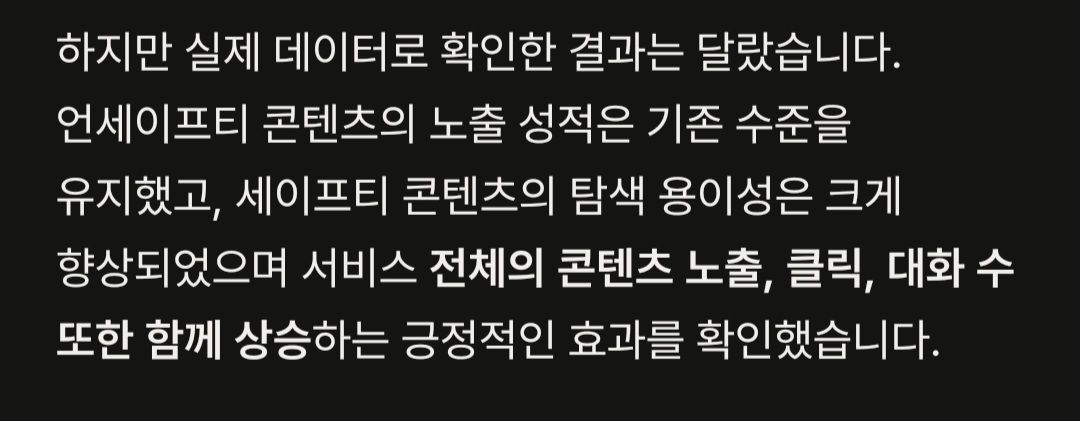 하지만 실제 데이터로 확인한 결과는 달랐습니다.
언세이프티 콘텐츠의 노출 성적은 기존 수준을
유지했고, 세이프티 콘텐츠의 탐색 용이성은 크게
향상되었으며 서비스 전체의 콘텐츠 노출, 클릭, 대화 수
또한 함께 상승하는 긍정적인 효과를 확인했습니다.